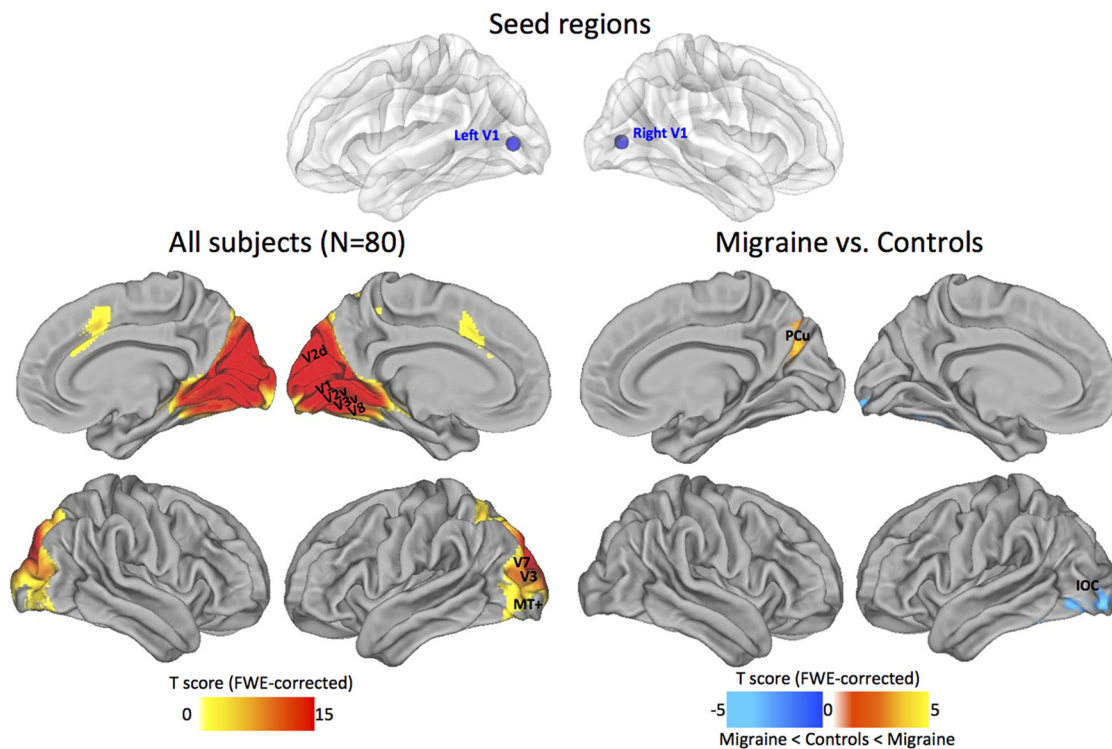 Seed regions
Left V1
Right V1
All subjects (N=80)
Migraine vs. Controls
V2d
V1
V2v
V3v
V8
PCu
V7
V3
MT+
IOC
T score (FWE-corrected)
0
15
T score (FWE-corrected)
-5
0
5
Migraine < Controls < Migraine